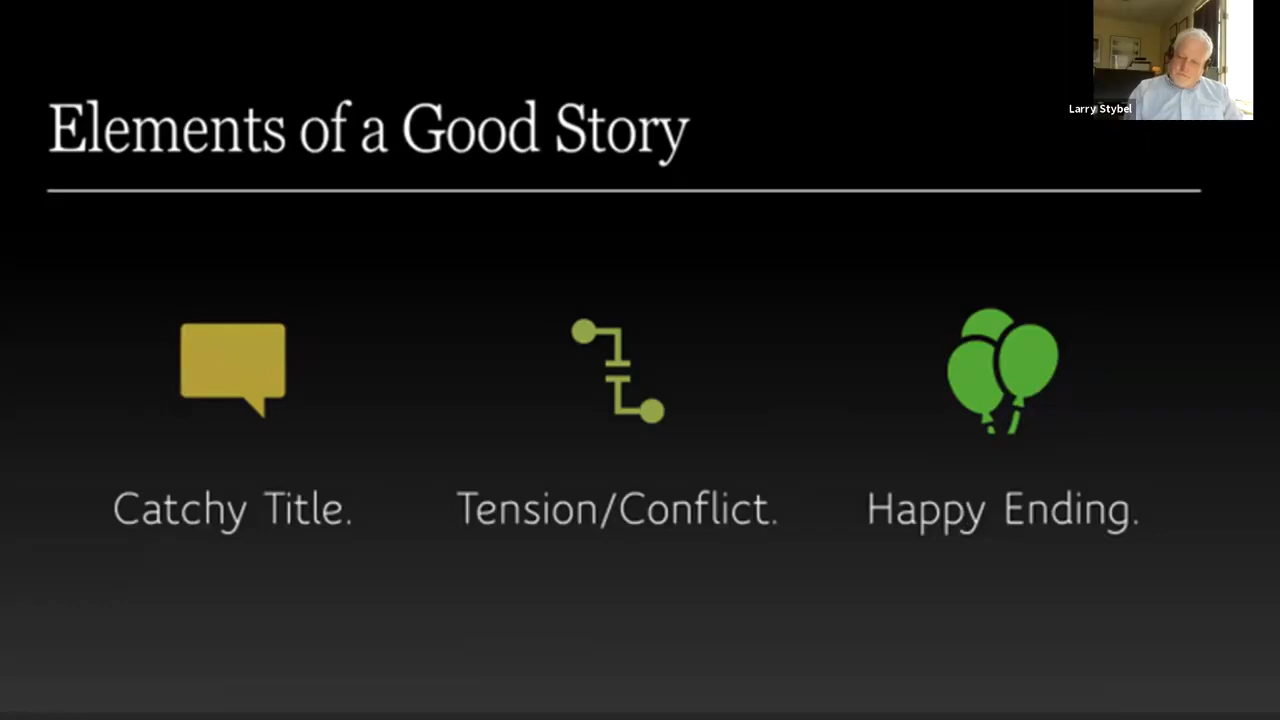 Larry Stybel
Elements of a Good Story
Catchy Title.
Tension/Conflict.
Happy Ending.